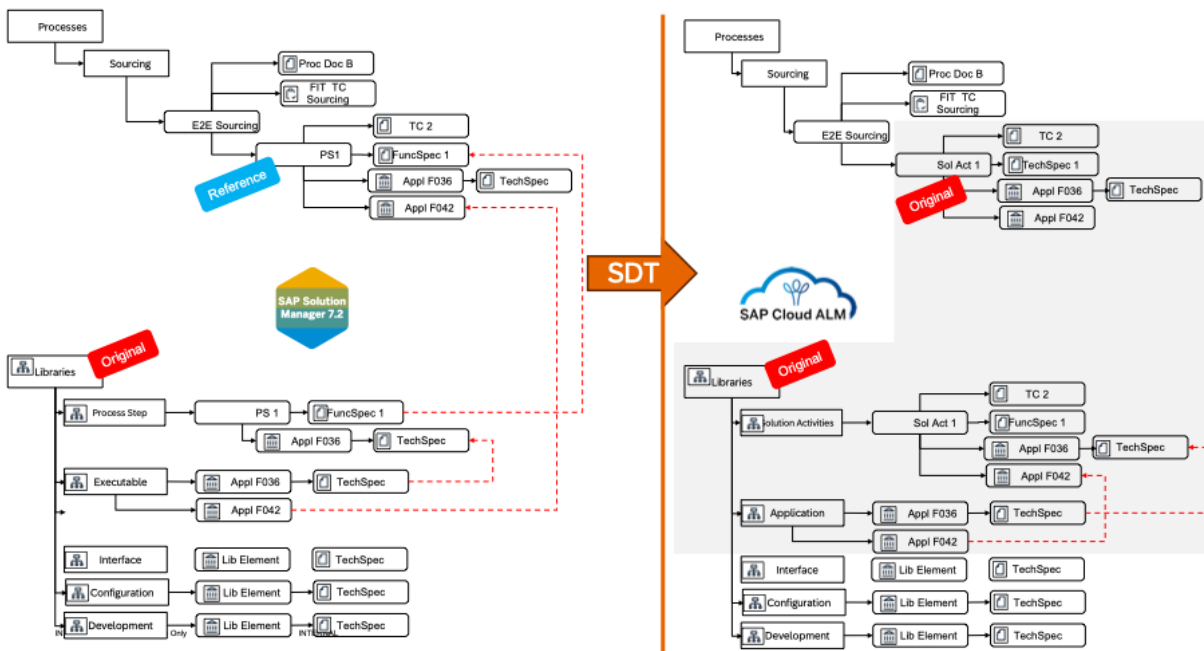 Processes
Sourcing
Proc Doc B
FIT TC
Sourcing
E2E Sourcing
TC 2
PS1
FuncSpec 1
Reference
Appl F036
TechSpec
Appl F042
SAP Solution
Manager 7.2
Original
Libraries
Process Step
PS 1
FuncSpec 1
Appl F036
TechSpec
Executable
Appl F036
TechSpec
Appl F042
Interface
Lib Element
TechSpec
Configuration
Lib Element
TechSpec
Development
Lib Element
TechSpec
IN
Only
INTERNAL
SDT
Processes
Sourcing
Proc Doc B
FIT TC
Sourcing
E2E Sourcing
TC 2
Sol Act 1
TechSpec 1
Original
Appl F036
TechSpec
Appl F042
SAP Cloud ALM
Original
Libraries
TC 2
olution Activities
Sol Act 1
FuncSpec 1
Appl F036
TechSpec
Appl F042
Application
Appl F036
TechSpec
Appl F042
Interface
Lib Element
TechSpec
Configuration
Lib Element
TechSpec
Development
Lib Element
TechSpec